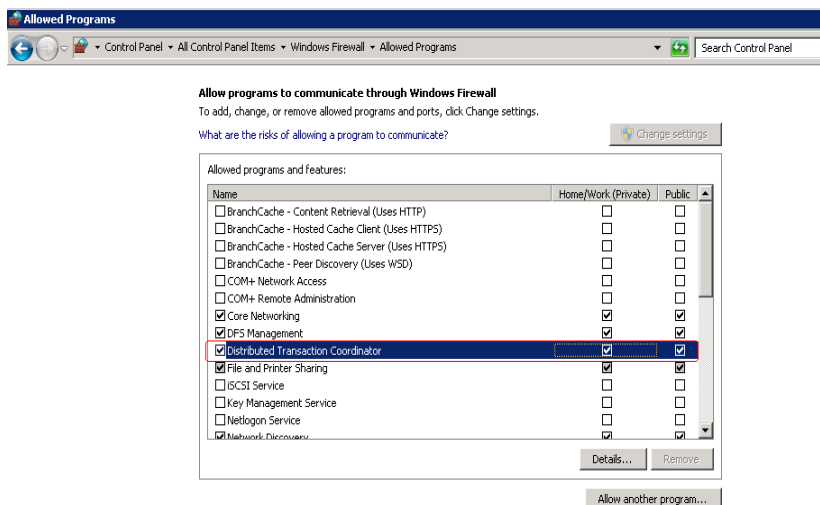 Allowed Programs
Control Panel All Control Panel Items Windows Firewall Allowed Programs Search Control Panel
Allow programs to communicate through Windows Firewall
To add, change, or remove allowed programs and ports, click Change settings.
What are the risks of allowing a program to communicate? Change settings
Allowed programs and features:
Name Home/Work (Private) Public
BranchCache - Content Retrieval (Uses HTTP)
BranchCache - Hosted Cache Client (Uses HTTPS)
BranchCache - Hosted Cache Server (Uses HTTPS)
BranchCache - Peer Discovery (Uses WSD)
COM+ Network Access
COM+ Remote Administration
Core Networking
DFS Management
Distributed Transaction Coordinator
File and Printer Sharing
iSCSI Service
Key Management Service
Netlogon Service
Network Discovery
Details... Remove
Allow another program...